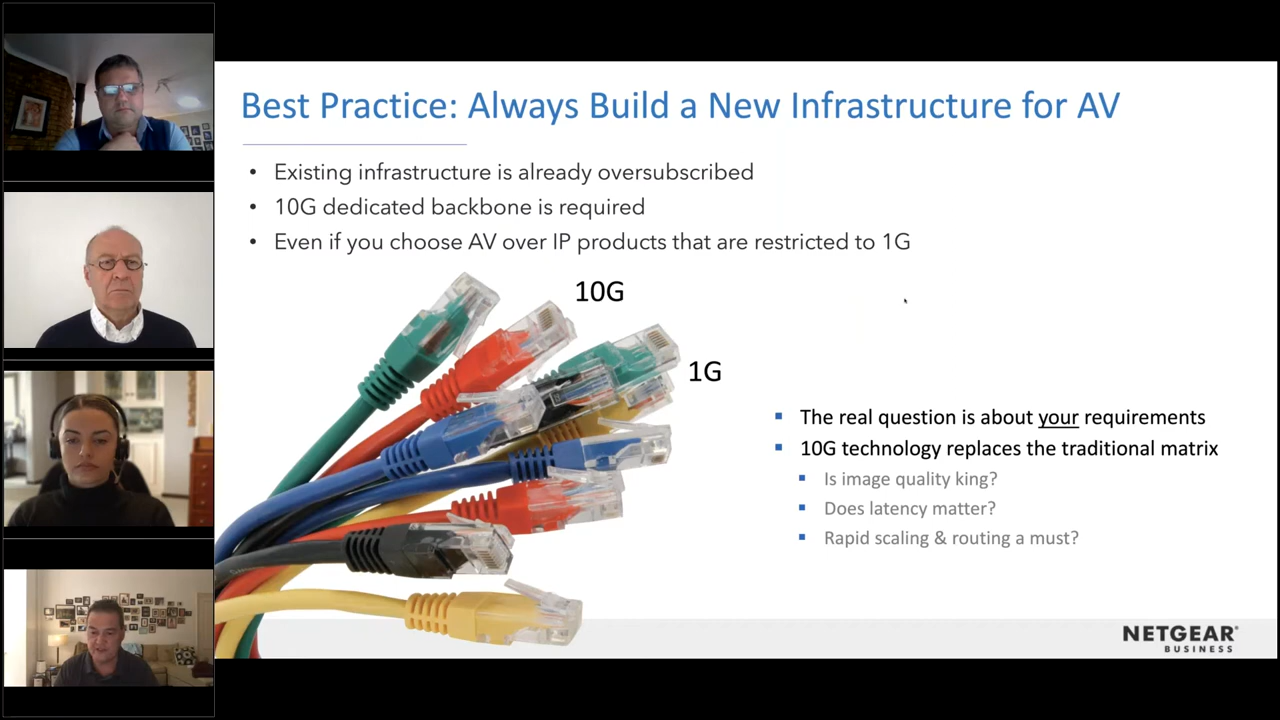 Best Practice: Always Build a New Infrastructure for AV
• Existing infrastructure is already oversubscribed
• 10G dedicated backbone is required
• Even if you choose AV over IP products that are restricted to 1G
10G
1G
▪ The real question is about your requirements
▪ 10G technology replaces the traditional matrix
▪ Is image quality king?
▪ Does latency matter?
▪ Rapid scaling & routing a must?
NETGEAR®
BUSINESS